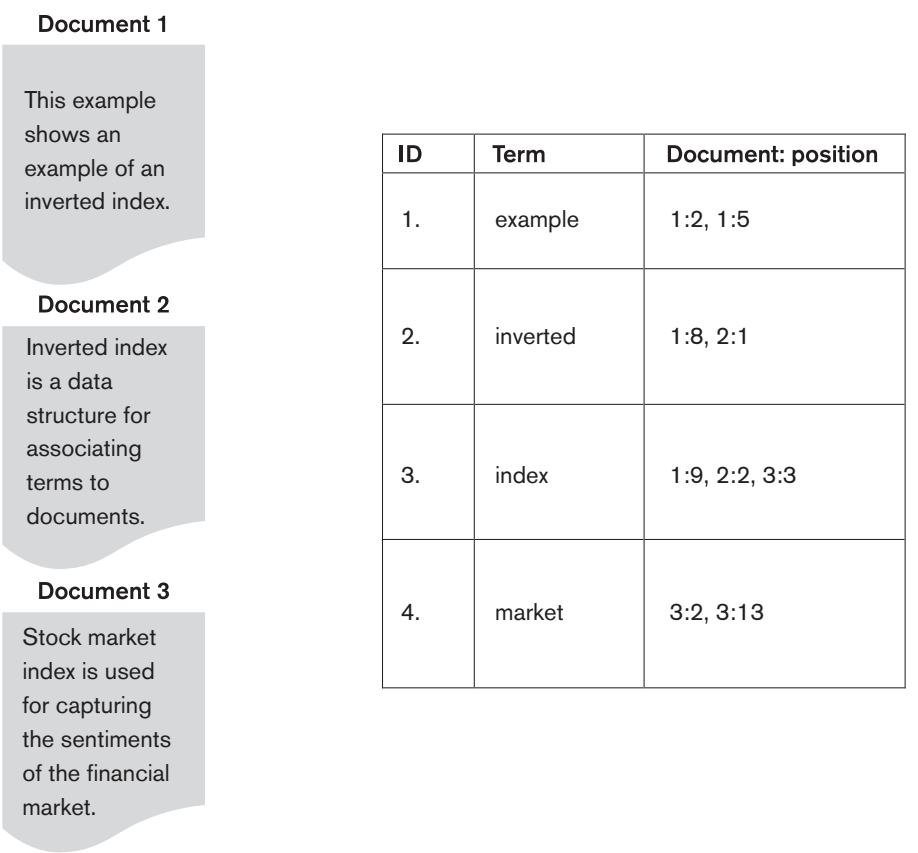 Document 1
This example
shows an
example of an
inverted index.
Document 2
Inverted index
is a data
structure for
associating
terms to
documents.
Document 3
Stock market
index is used
for capturing
the sentiments
of the financial
market.
ID Term Document: position
1. example 1:2, 1:5
2. inverted 1:8, 2:1
3. index 1:9, 2:2, 3:3
4. market 3:2, 3:13